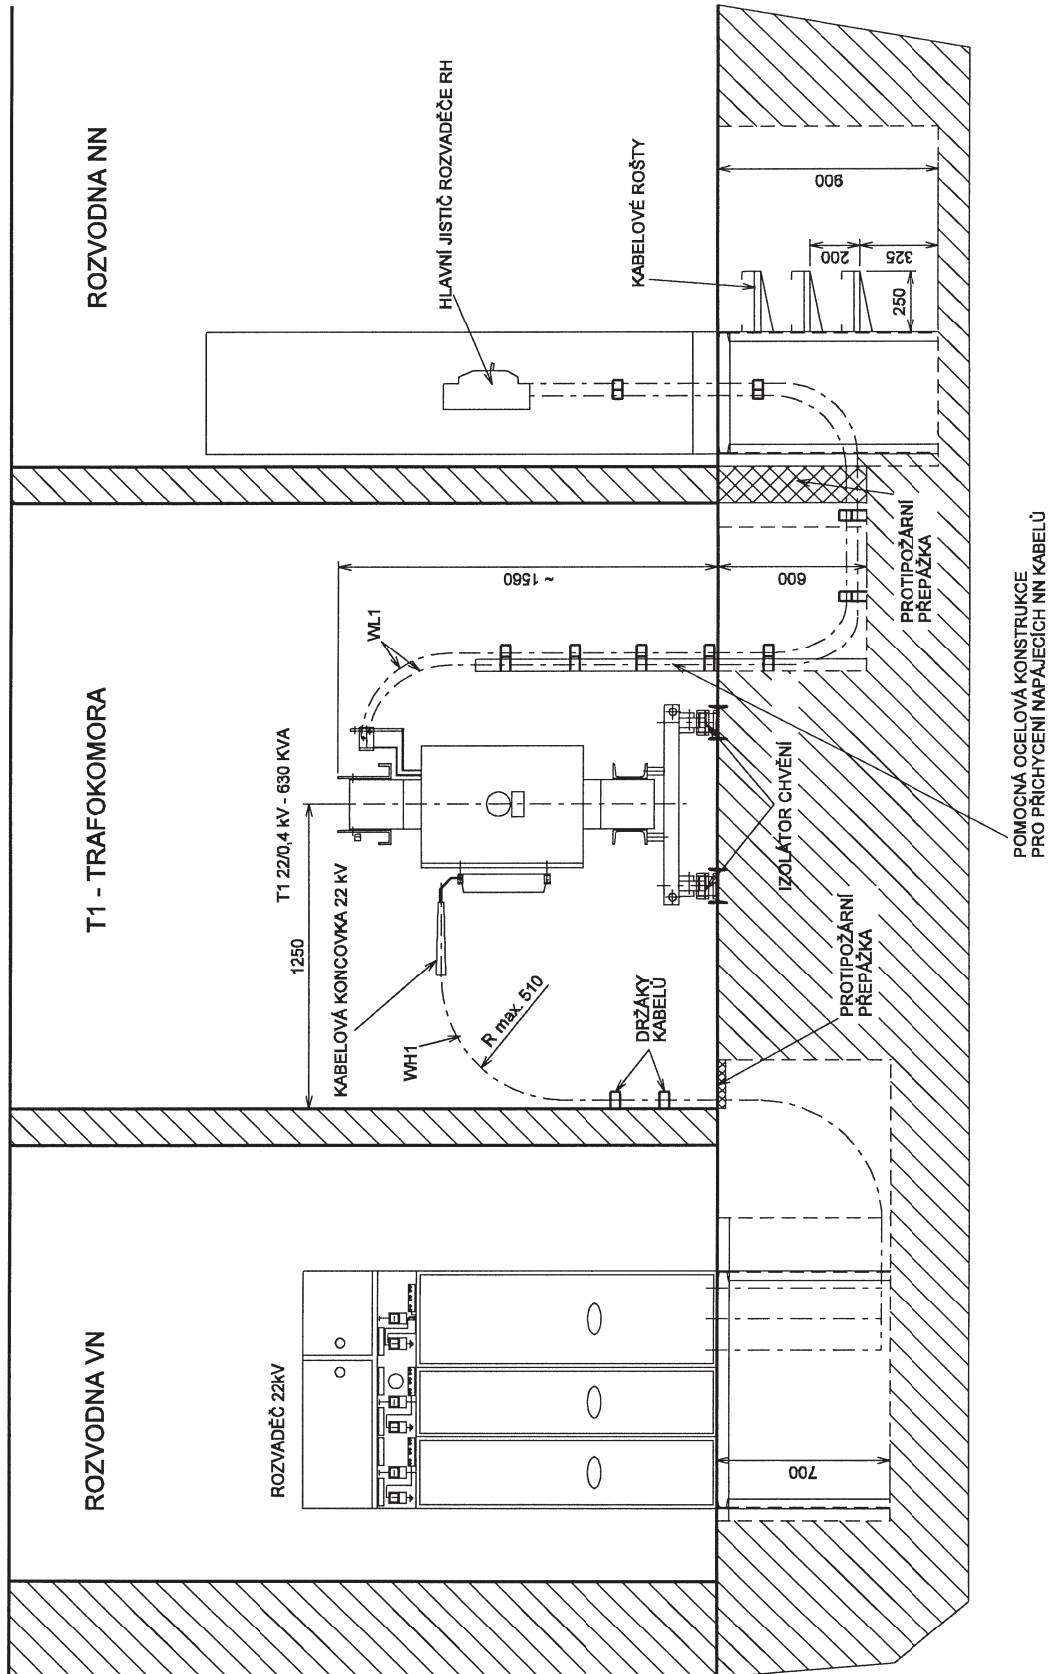 ROZVODNA VN
T1 - TRAFOKOMORA
ROZVODNA NN
ROZVADĚČ 22kV
KABELOVÁ KONCOVKA 22 kV
T1 22/0,4 kV - 630 KVA
1250
WH1
R max. 510
WL1
~ 1560
HLAVNÍ JISTIČ ROZVADĚČE RH
KABELOVÉ ROŠTY
DRŽÁKY
KABELŮ
IZOLÁTOR CHVĚNÍ
PROTIPOŽÁRNÍ
PŘEPÁŽKA
PROTIPOŽÁRNÍ
PŘEPÁŽKA
700
600
900
200
325
250
POMOCNÁ OCELOVÁ KONSTRUKCE
PRO PŘICHYCENÍ NAPÁJECÍCH NN KABELŮ